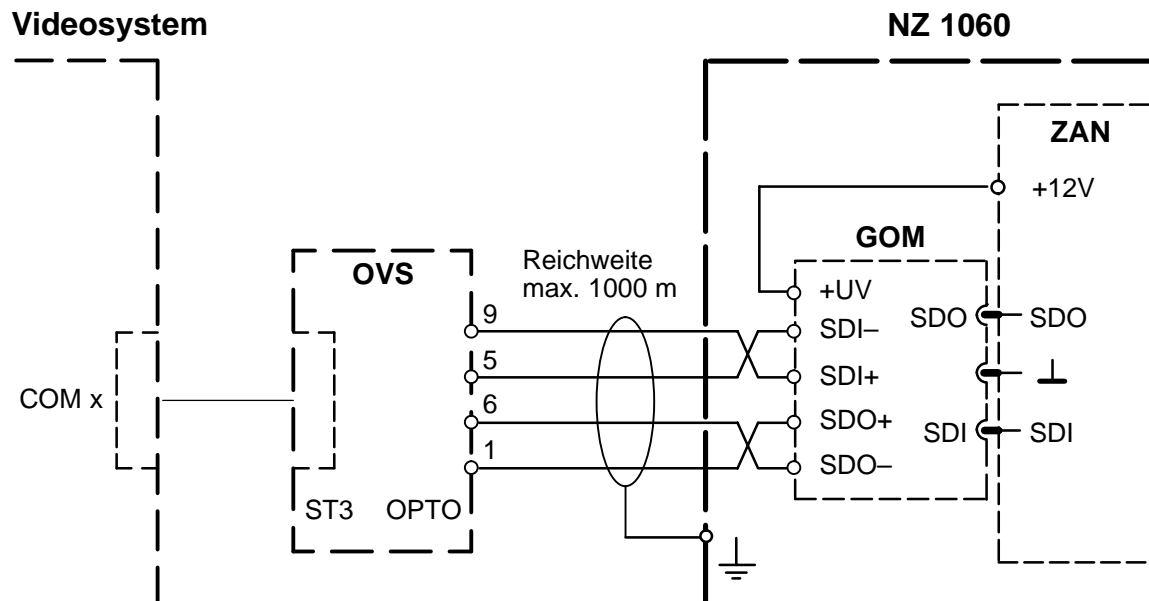 Videosystem
NZ 1060
ZAN
+12V
GOM
OVS
Reichweite
max. 1000 m
+UV
9
SDI–
SDO
SDO
5
SDI+
COM x
6
SDO+
SDI
SDI
1
SDO–
ST3
OPTO